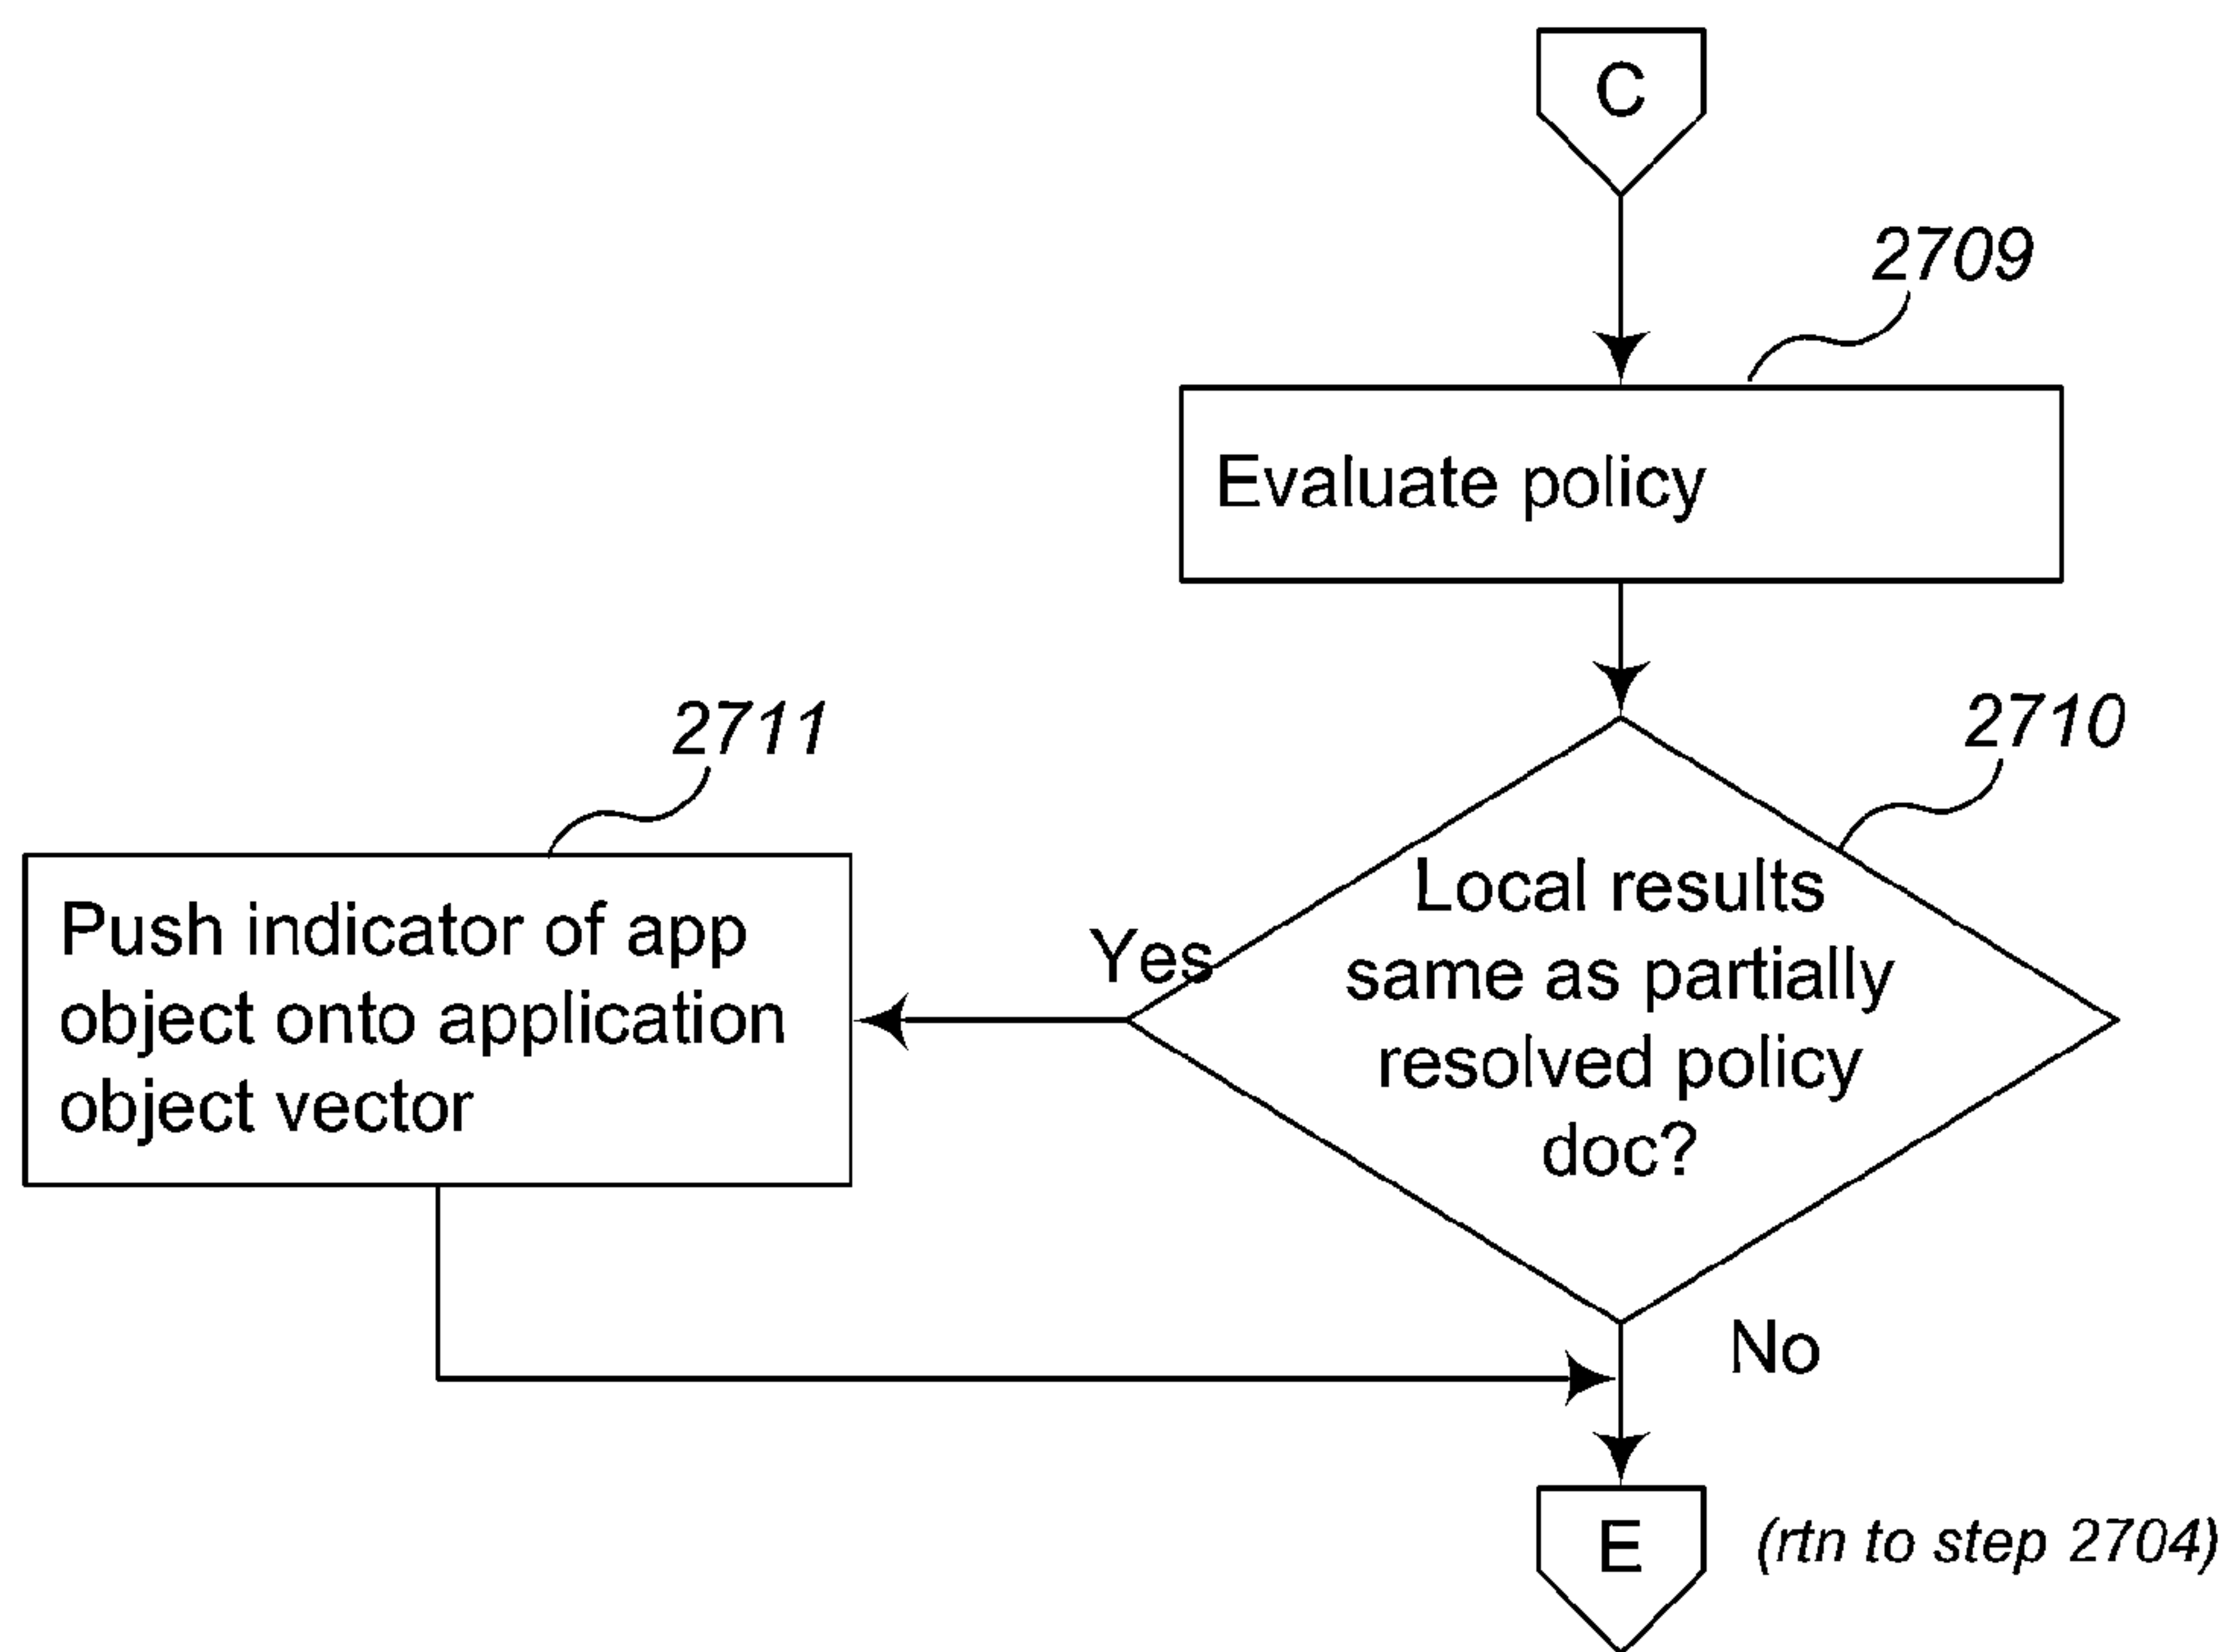 C
2709
Evaluate policy
2711
2710
Push indicator of app
object onto application
object vector
Yes
Local results
same as partially
resolved policy
doc?
No
E
(rtn to step 2704)